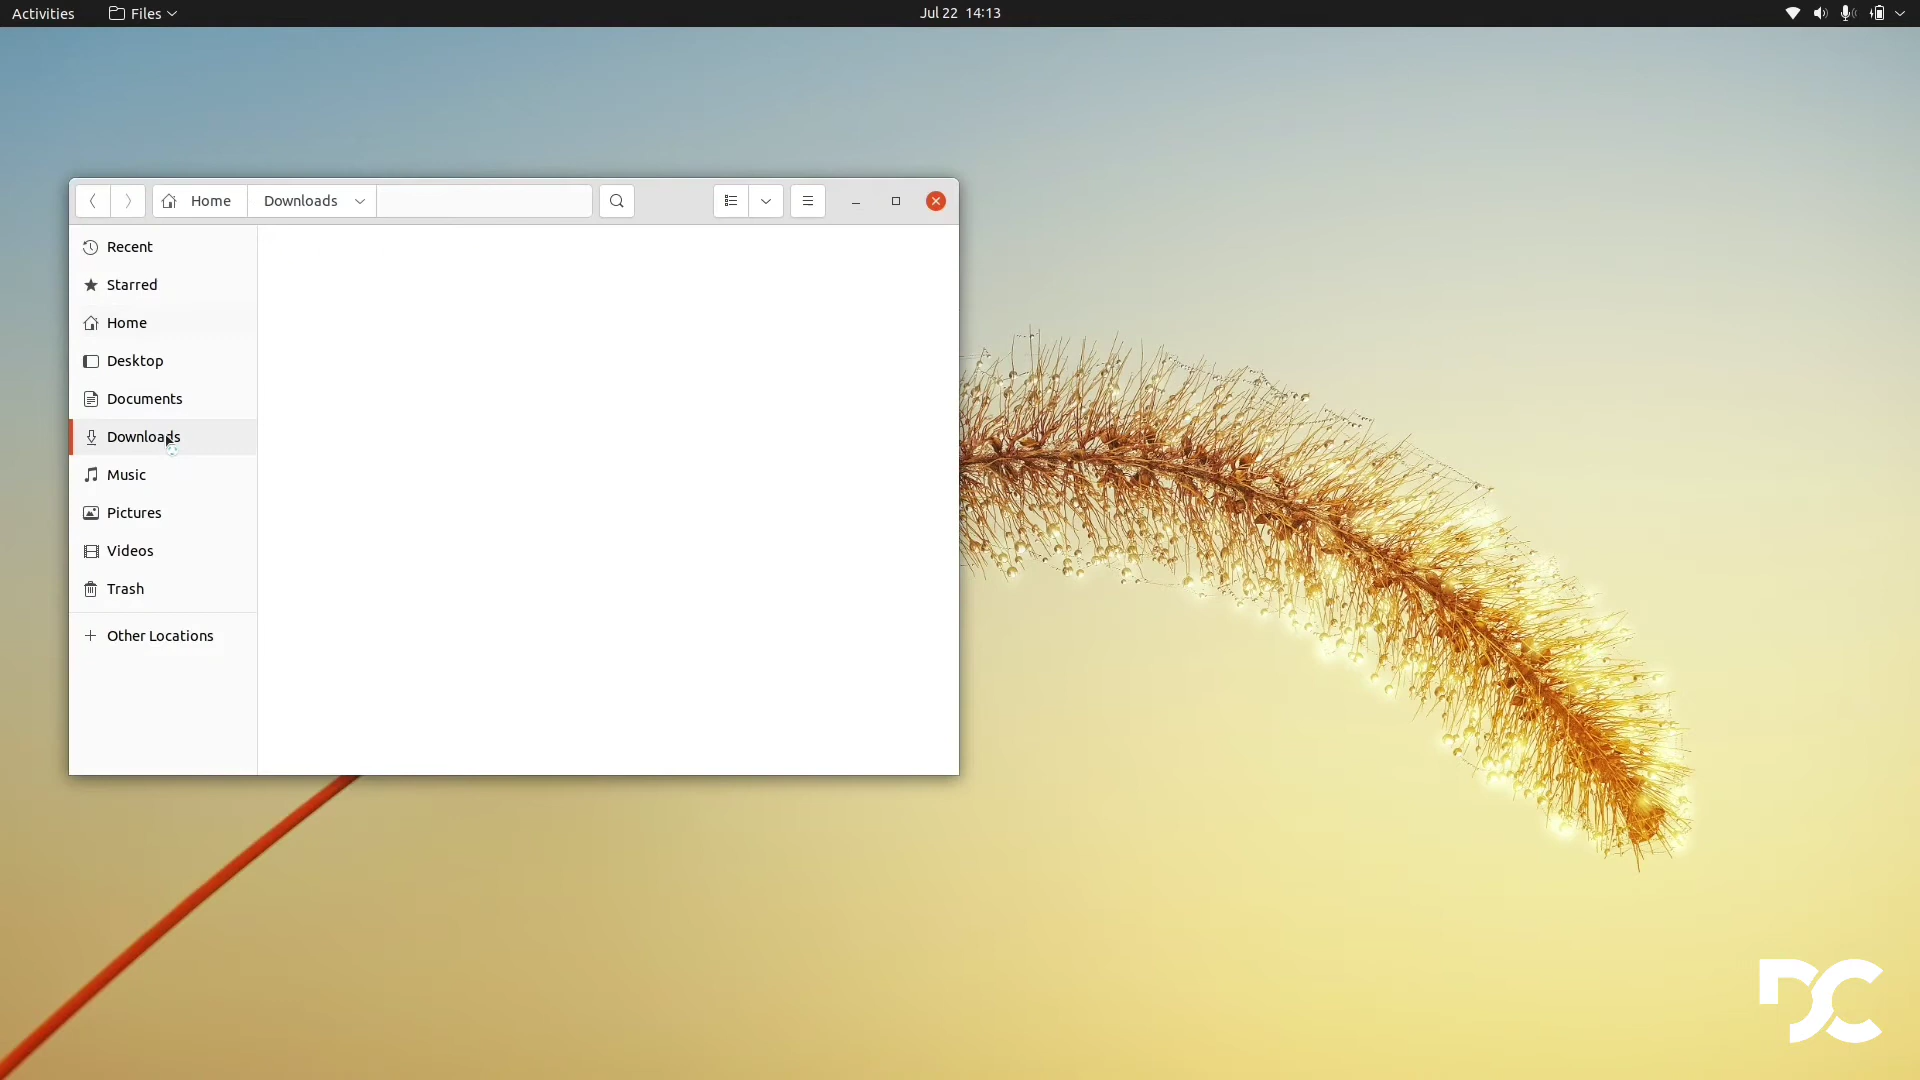 Activities Files Jul 22 14:13
Home Downloads
Recent
Starred
Home
Desktop
Documents
Downloads
Music
Pictures
Videos
Trash
Other Locations
DC